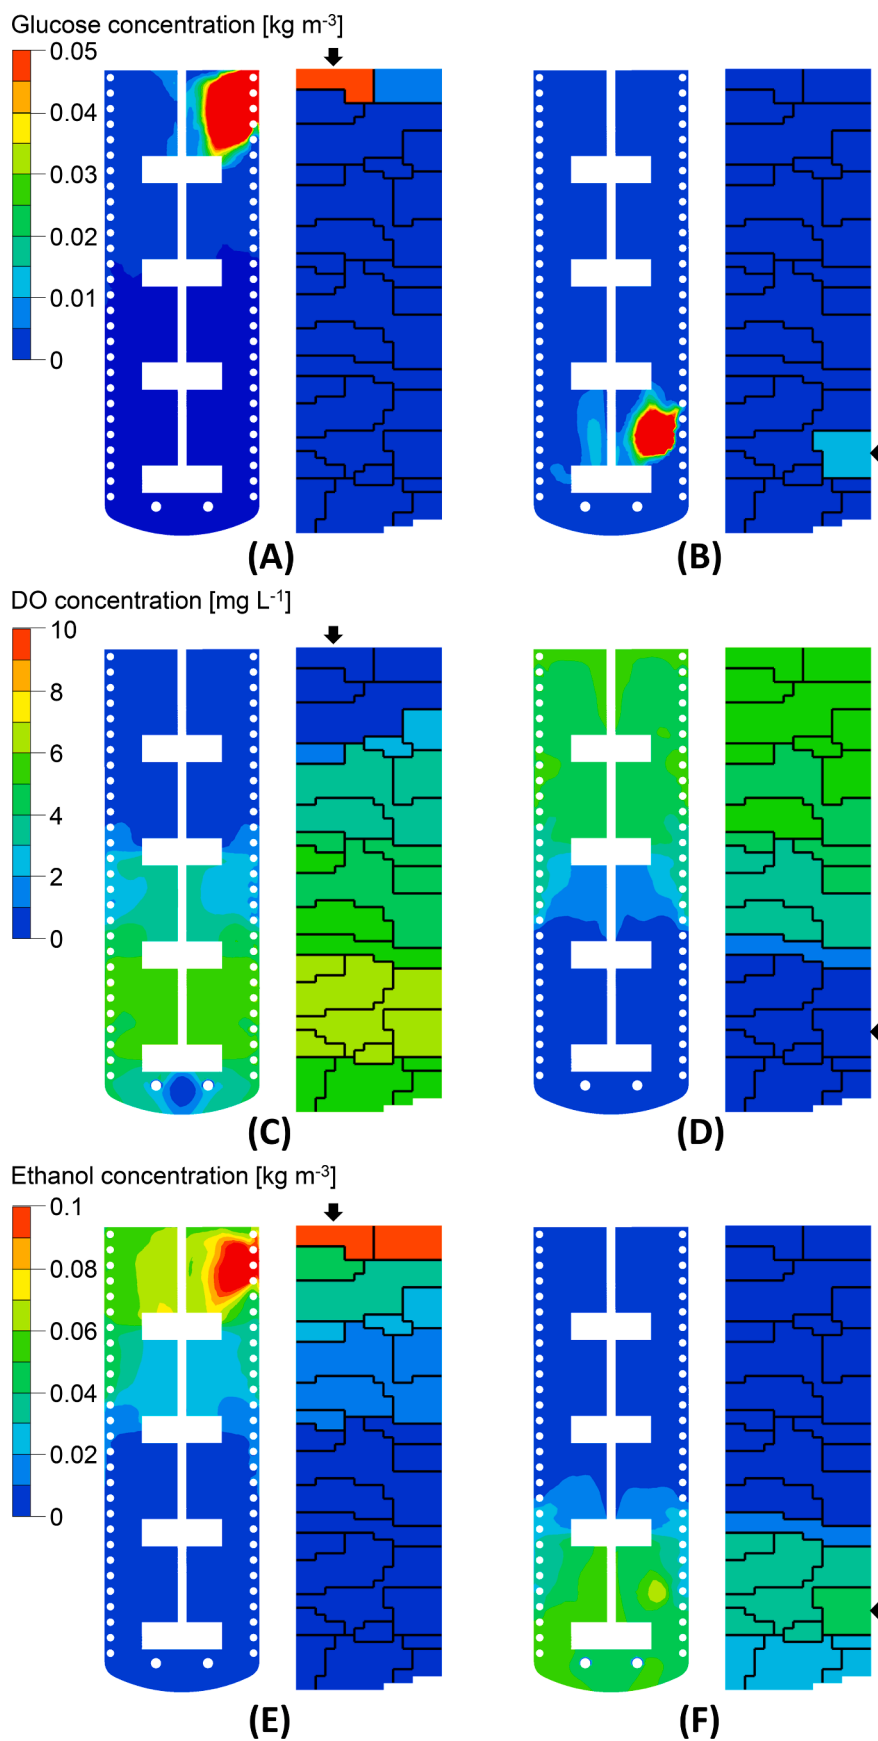 Glucose concentration [kg m⁻³]
0.05
0.04
0.03
0.02
0.01
0
(A)
(B)
DO concentration [mg L⁻¹]
10
8
6
4
2
0
(C)
(D)
Ethanol concentration [kg m⁻³]
0.1
0.08
0.06
0.04
0.02
0
(E)
(F)